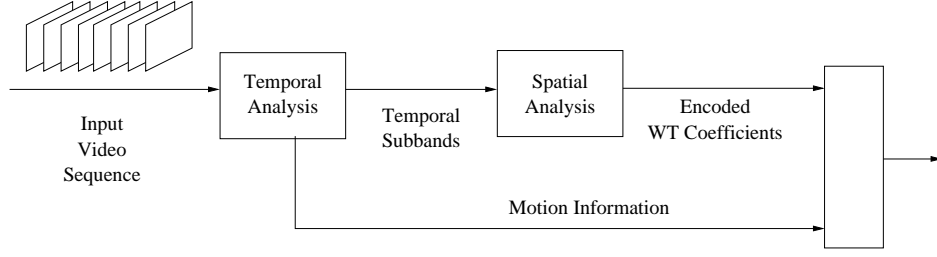 Temporal
Analysis
Spatial
Analysis
Input
Video
Sequence
Temporal
Subbands
Encoded
WT Coefficients
Motion Information